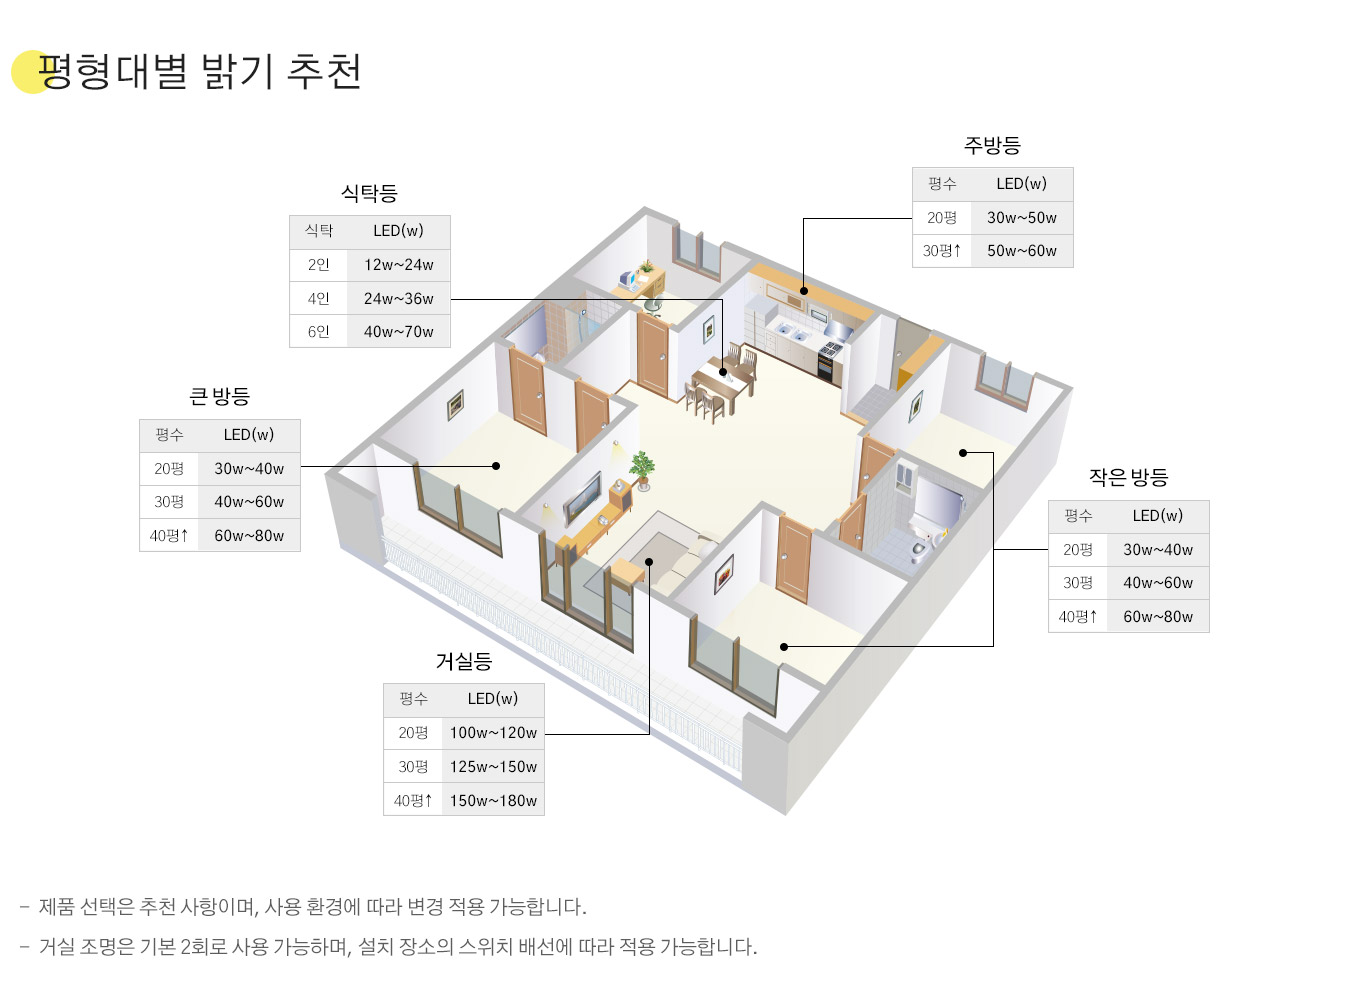 평형대별 밝기 추천
주방등
평수 LED(w)
20평 30w~50w
30평↑ 50w~60w
식탁등
식탁 LED(w)
2인 12w~24w
4인 24w~36w
6인 40w~70w
큰 방등
평수 LED(w)
20평 30w~40w
30평 40w~60w
40평↑ 60w~80w
작은 방등
평수 LED(w)
20평 30w~40w
30평 40w~60w
40평↑ 60w~80w
거실등
평수 LED(w)
20평 100w~120w
30평 125w~150w
40평↑ 150w~180w
- 제품 선택은 추천 사항이며, 사용 환경에 따라 변경 적용 가능합니다.
- 거실 조명은 기본 2회로 사용 가능하며, 설치 장소의 스위치 배선에 따라 적용 가능합니다.